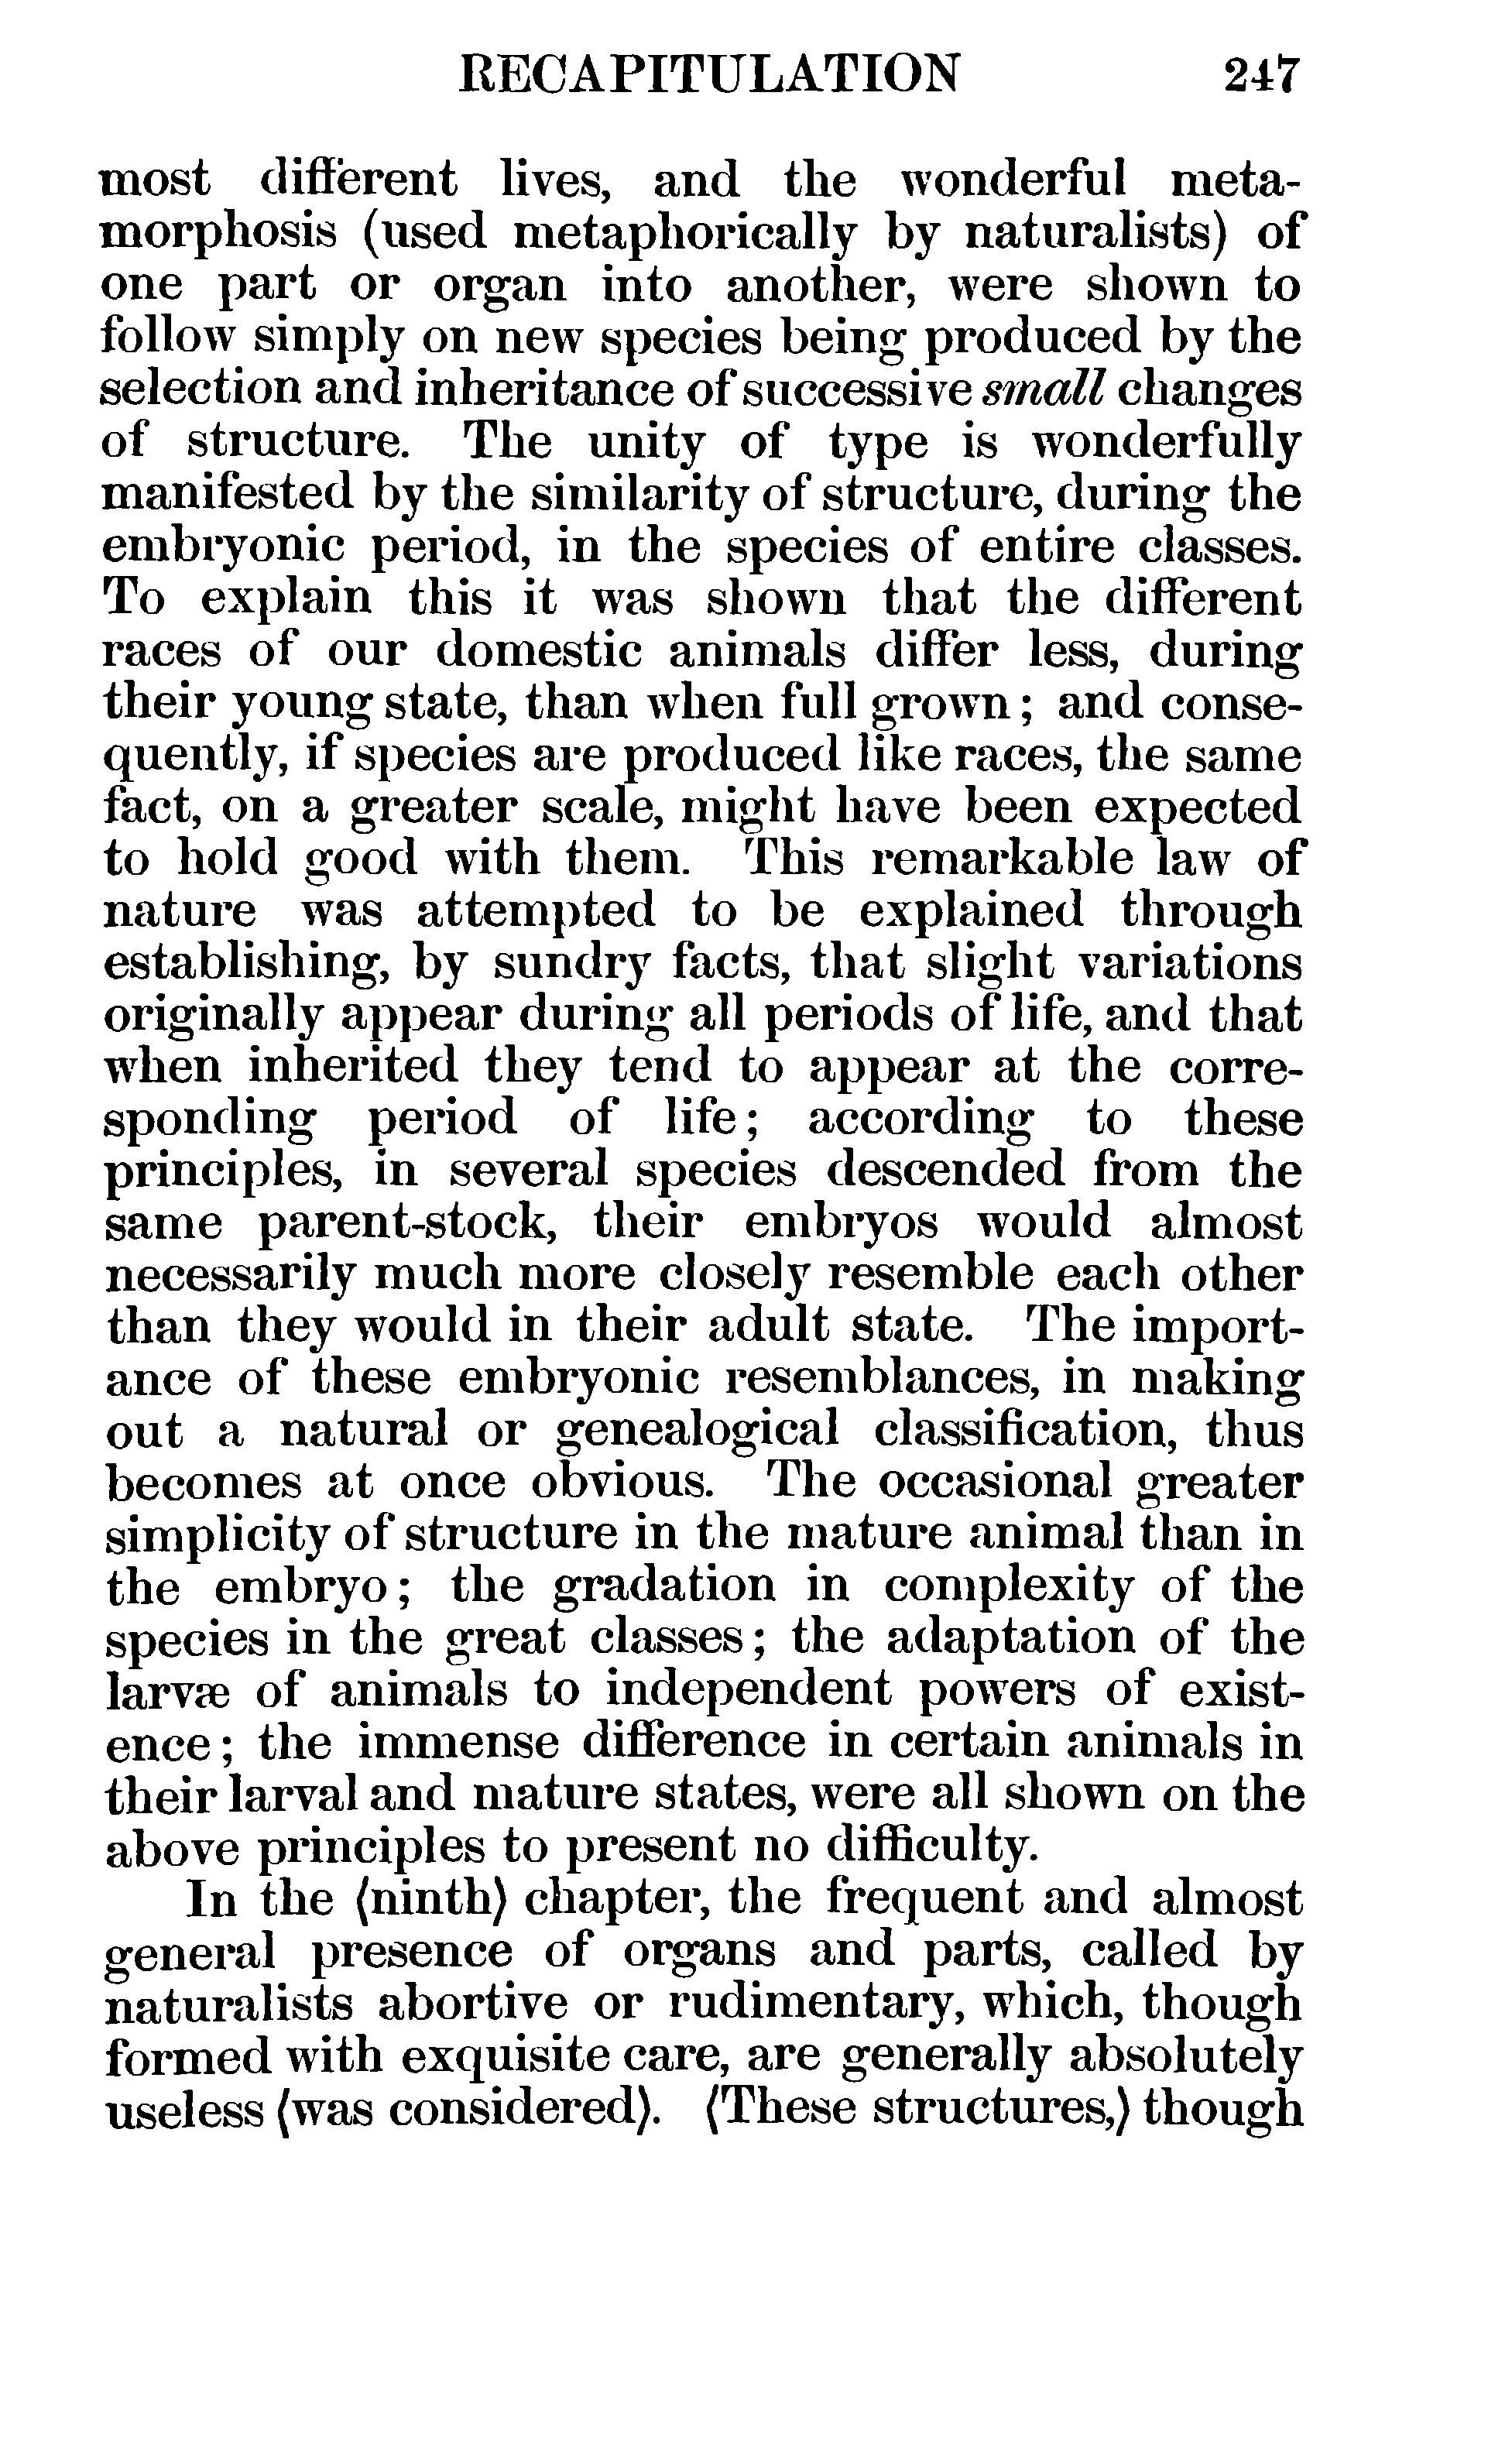 RECAPITULATION 247
most different lives, and the wonderful meta-
morphosis (used metaphorically by naturalists) of
one part or organ into another, were shown to
follow simply on new species being produced by the
selection and inheritance of successive small changes
of structure. The unity of type is wonderfully
manifested by the similarity of structure, during the
embryonic period, in the species of entire classes.
To explain this it was shown that the different
races of our domestic animals differ less, during
their young state, than when full grown; and conse-
quently, if species are produced like races, the same
fact, on a greater scale, might have been expected
to hold good with them. This remarkable law of
nature was attempted to be explained through
establishing, by sundry facts, that slight variations
originally appear during all periods of life, and that
when inherited they tend to appear at the corre-
sponding period of life; according to these
principles, in several species descended from the
same parent-stock, their embryos would almost
necessarily much more closely resemble each other
than they would in their adult state. The import-
ance of these embryonic resemblances, in making
out a natural or genealogical classification, thus
becomes at once obvious. The occasional greater
simplicity of structure in the mature animal than in
the embryo; the gradation in complexity of the
species in the great classes; the adaptation of the
larvæ of animals to independent powers of exist-
ence; the immense difference in certain animals in
their larval and mature states, were all shown on the
above principles to present no difficulty.
In the ⟨ninth⟩ chapter, the frequent and almost
general presence of organs and parts, called by
naturalists abortive or rudimentary, which, though
formed with exquisite care, are generally absolutely
useless ⟨was considered⟩. ⟨These structures,⟩ though